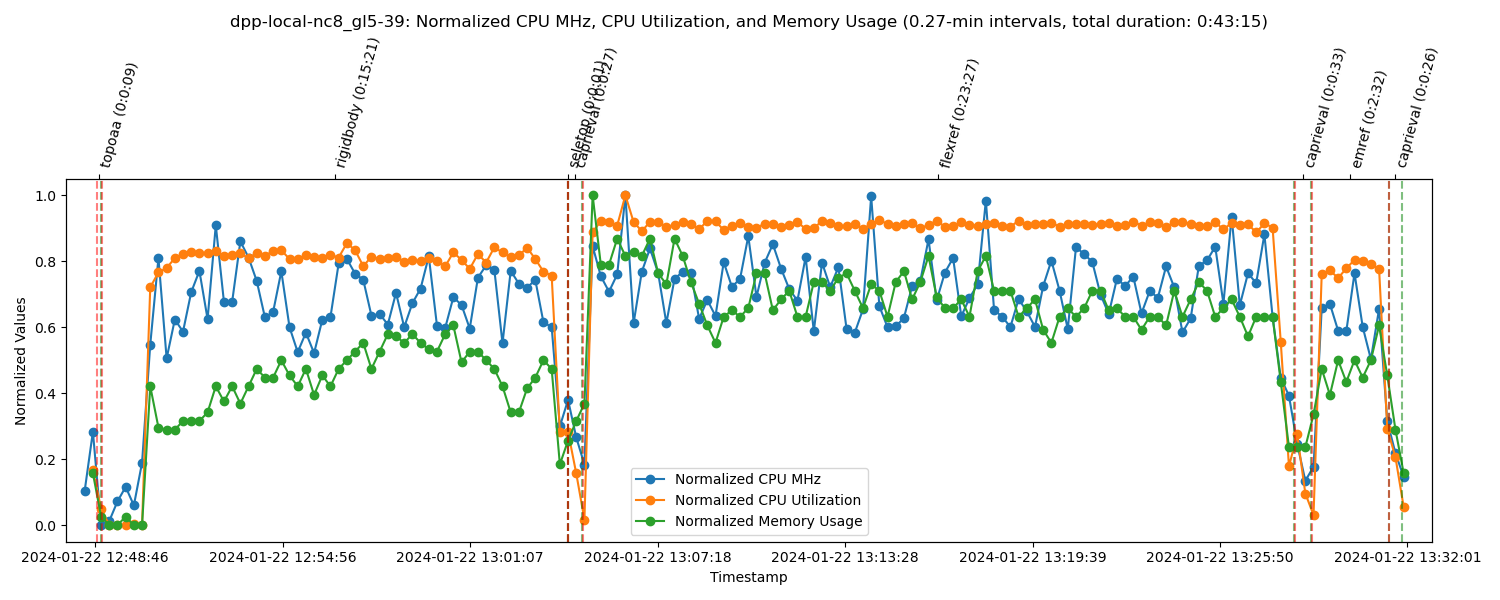 dpp-local-nc8_gl5-39: Normalized CPU MHz, CPU Utilization, and Memory Usage (0.27-min intervals, total duration: 0:43:15)
topoaa (0:0:09)
rigidbody (0:15:21)
seletop (0:0:01)
caprieval (0:0:27)
flexref (0:23:27)
caprieval (0:0:33)
emref (0:2:32)
caprieval (0:0:26)
Normalized Values
1.0
0.8
0.6
0.4
0.2
0.0
Normalized CPU MHz
Normalized CPU Utilization
Normalized Memory Usage
2024-01-22 12:48:46
2024-01-22 12:54:56
2024-01-22 13:01:07
2024-01-22 13:07:18
2024-01-22 13:13:28
2024-01-22 13:19:39
2024-01-22 13:25:50
2024-01-22 13:32:01
Timestamp